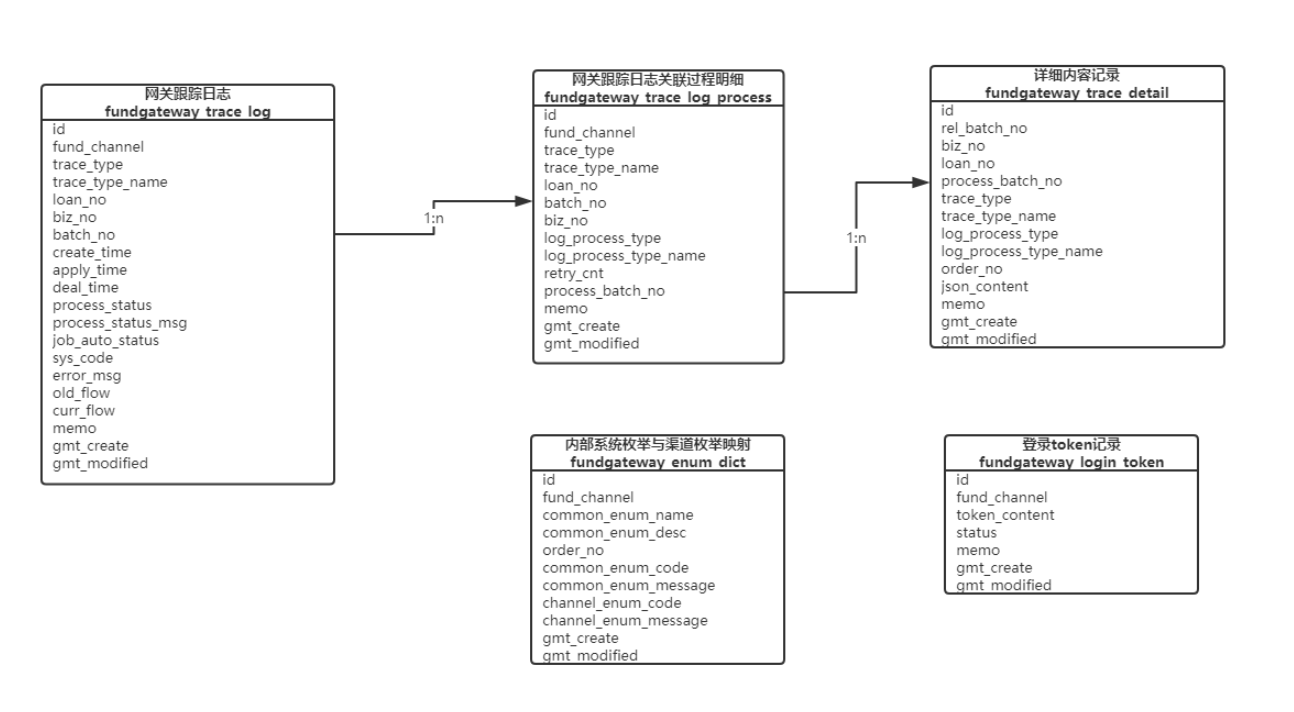 网关跟踪日志
fundgateway_trace_log
id
fund_channel
trace_type
trace_type_name
loan_no
biz_no
batch_no
create_time
apply_time
deal_time
process_status
process_status_msg
job_auto_status
sys_code
error_msg
old_flow
curr_flow
memo
gmt_create
gmt_modified
1:n
网关跟踪日志关联过程明细
fundgateway_trace_log_process
id
fund_channel
trace_type
trace_type_name
loan_no
batch_no
biz_no
log_process_type
log_process_type_name
retry_cnt
process_batch_no
memo
gmt_create
gmt_modified
1:n
详细内容记录
fundgateway_trace_detail
id
rel_batch_no
biz_no
loan_no
process_batch_no
trace_type
trace_type_name
log_process_type
log_process_type_name
order_no
json_content
memo
gmt_create
gmt_modified
内部系统枚举与渠道枚举映射
fundgateway_enum_dict
id
fund_channel
common_enum_name
common_enum_desc
order_no
common_enum_code
common_enum_message
channel_enum_code
channel_enum_message
gmt_create
gmt_modified
登录token记录
fundgateway_login_token
id
fund_channel
token_content
status
memo
gmt_create
gmt_modified